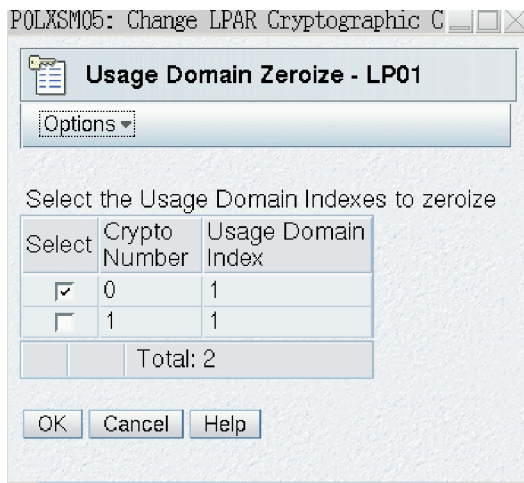 P0LXSM05: Change LPAR Cryptographic C
Usage Domain Zeroize - LP01
Options
Select the Usage Domain Indexes to zeroize
Select Crypto Number Usage Domain Index
0 1
1 1
Total: 2
OK Cancel Help